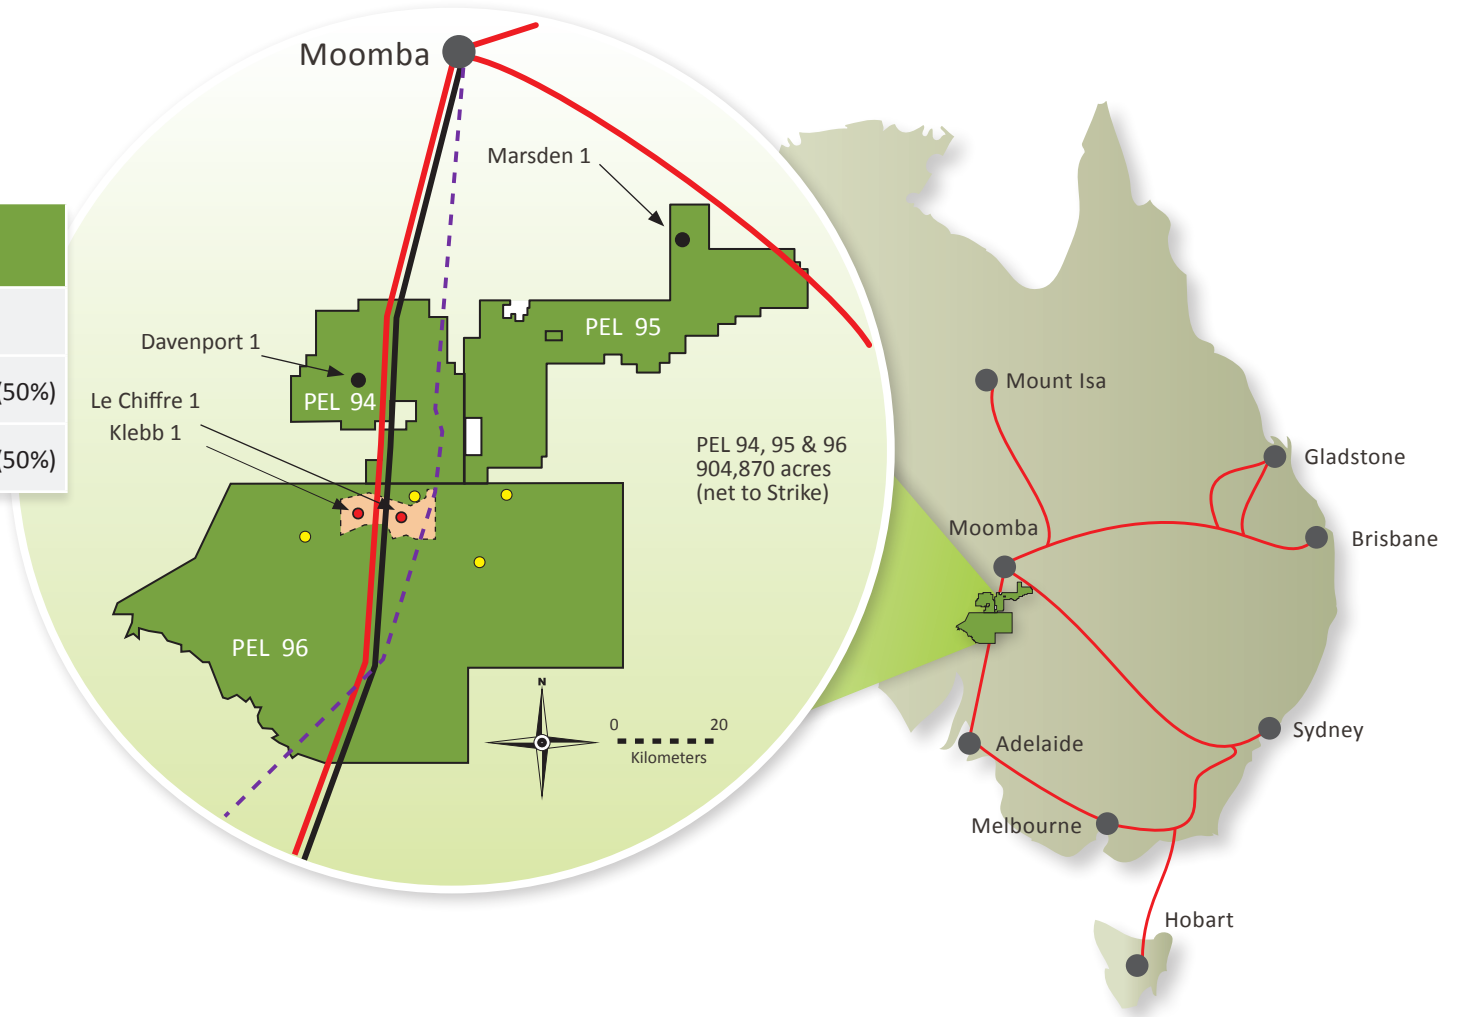 Moomba
Marsden 1
(50%)
(50%)
Davenport 1
PEL 95
Le Chiffre 1
PEL 94
Klebb 1
PEL 94, 95 & 96
904,870 acres
(net to Strike)
PEL 96
N
0 20
Kilometers
Mount Isa
Gladstone
Moomba
Brisbane
Adelaide
Sydney
Melbourne
Hobart